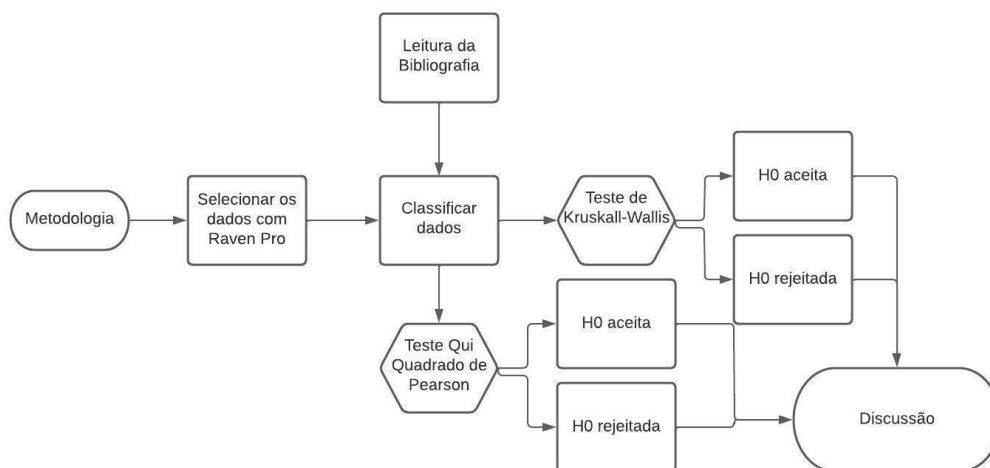 Leitura da
Bibliografia
Metodologia
Selecionar os
dados com
Raven Pro
Classificar
dados
Teste de
Kruskall-Wallis
H0 aceita
H0 rejeitada
Teste Qui
Quadrado de
Pearson
H0 aceita
H0 rejeitada
Discussão